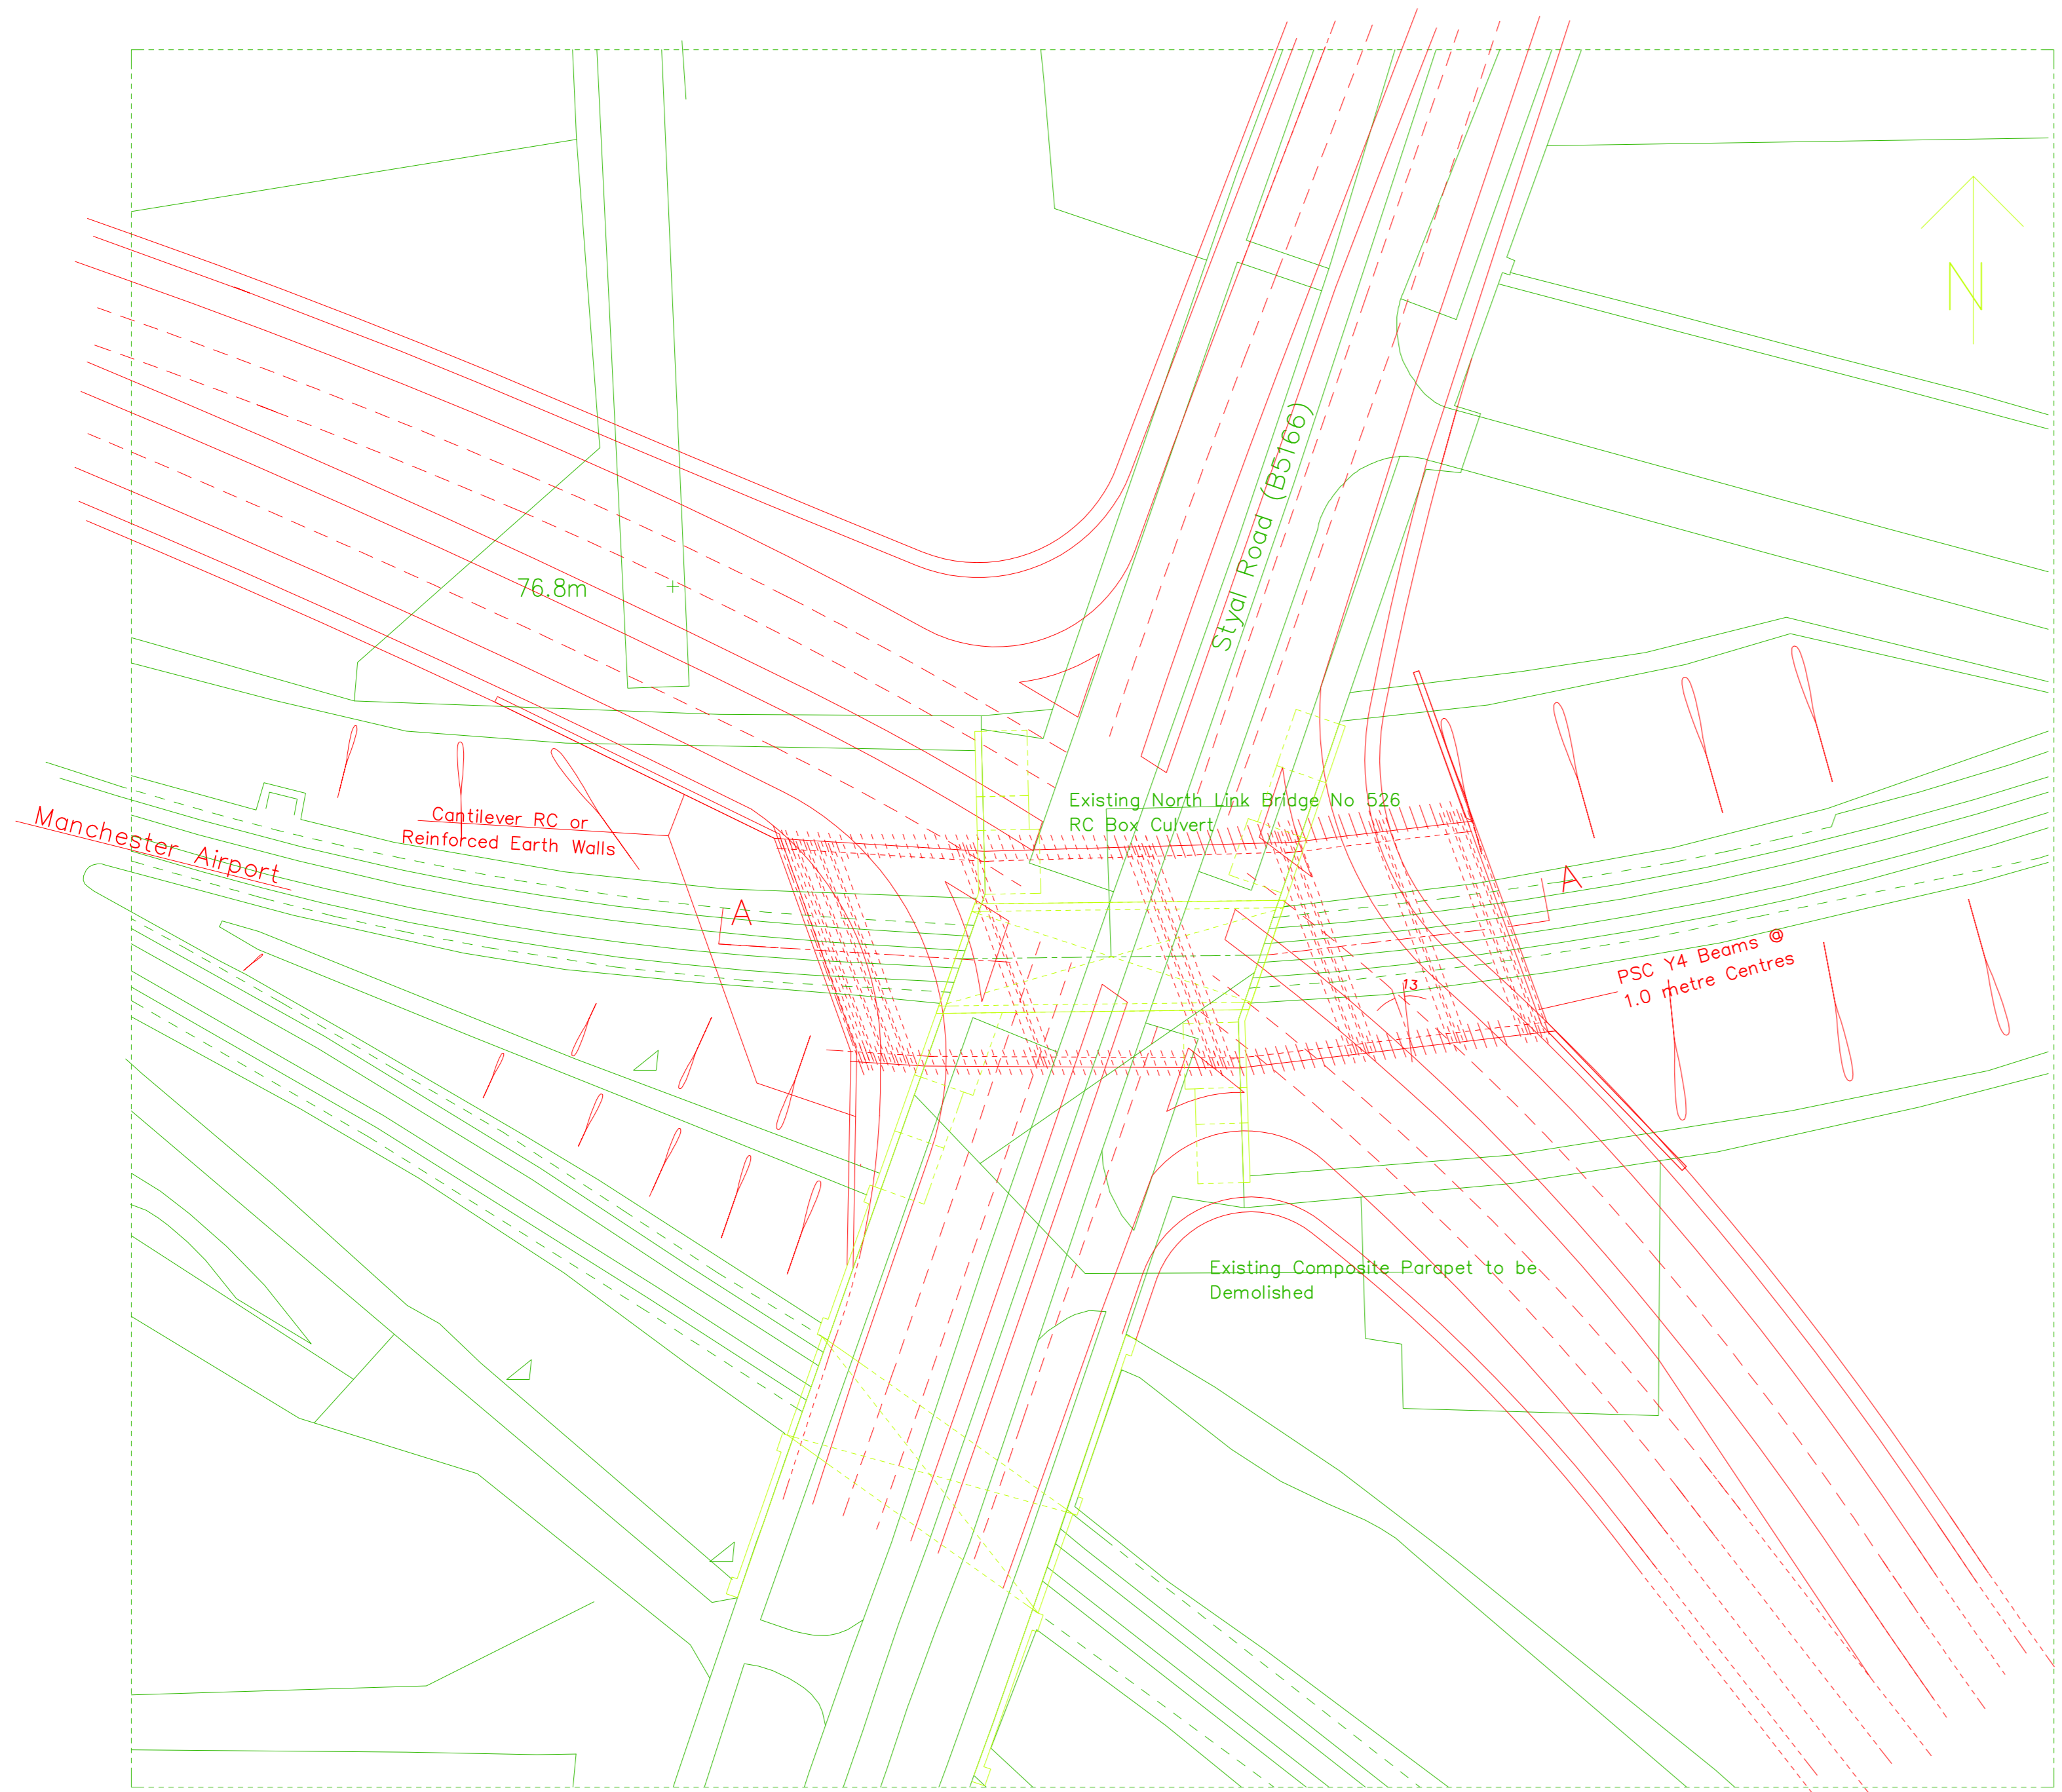 N
Styal Road (B5166)
76.8m
Existing North Link Bridge No 526
RC Box Culvert
Cantilever RC or
Reinforced Earth Walls
Manchester Airport
A
A
PSC Y4 Beams @
1.0 metre Centres
13
Existing Composite Parapet to be
Demolished